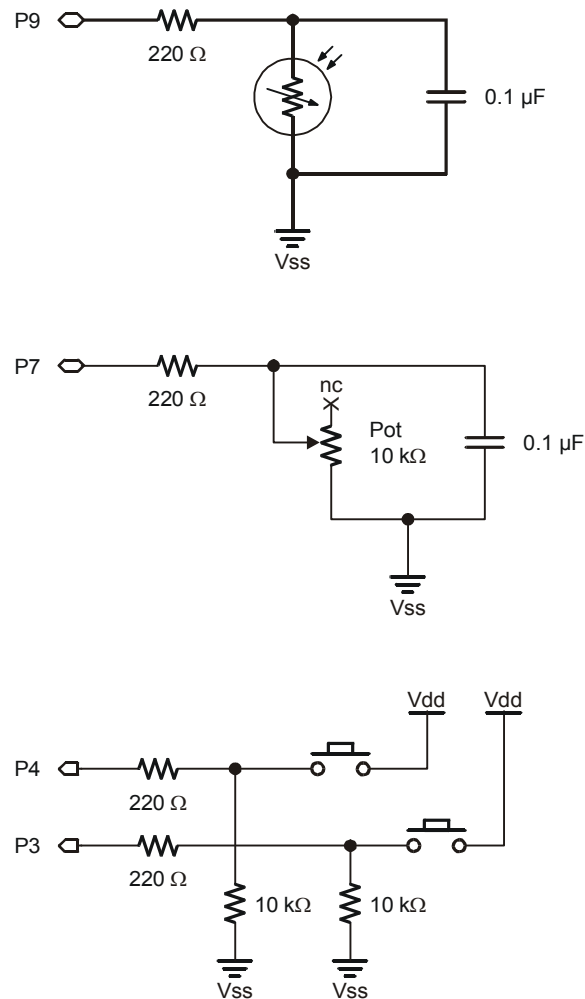 P9
220 Ω
0.1 µF
Vss
P7
220 Ω
nc
Pot
10 kΩ
0.1 µF
Vss
Vdd
Vdd
P4
220 Ω
P3
220 Ω
10 kΩ
10 kΩ
Vss
Vss